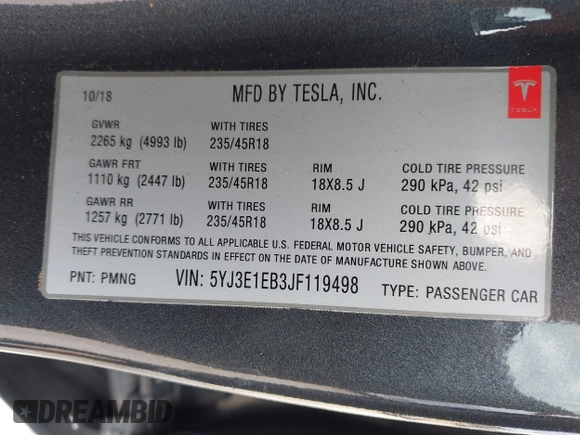 10/18 MFD BY TESLA, INC.
TESLA
GVWR WITH TIRES
2265 kg (4993 lb) 235/45R18
GAWR FRT WITH TIRES RIM COLD TIRE PRESSURE
1110 kg (2447 lb) 235/45R18 18X8.5 J 290 kPa, 42 psi
GAWR RR WITH TIRES RIM COLD TIRE PRESSURE
1257 kg (2771 lb) 235/45R18 18X8.5 J 290 kPa, 42 psi
THIS VEHICLE CONFORMS TO ALL APPLICABLE U.S. FEDERAL MOTOR VEHICLE SAFETY, BUMPER, AND
THEFT PREVENTION STANDARDS IN EFFECT ON THE DATE OF MANUFACTURE SHOWN ABOVE.
PNT: PMNG VIN: 5YJ3E1EB3JF119498 TYPE: PASSENGER CAR
DREAMBID